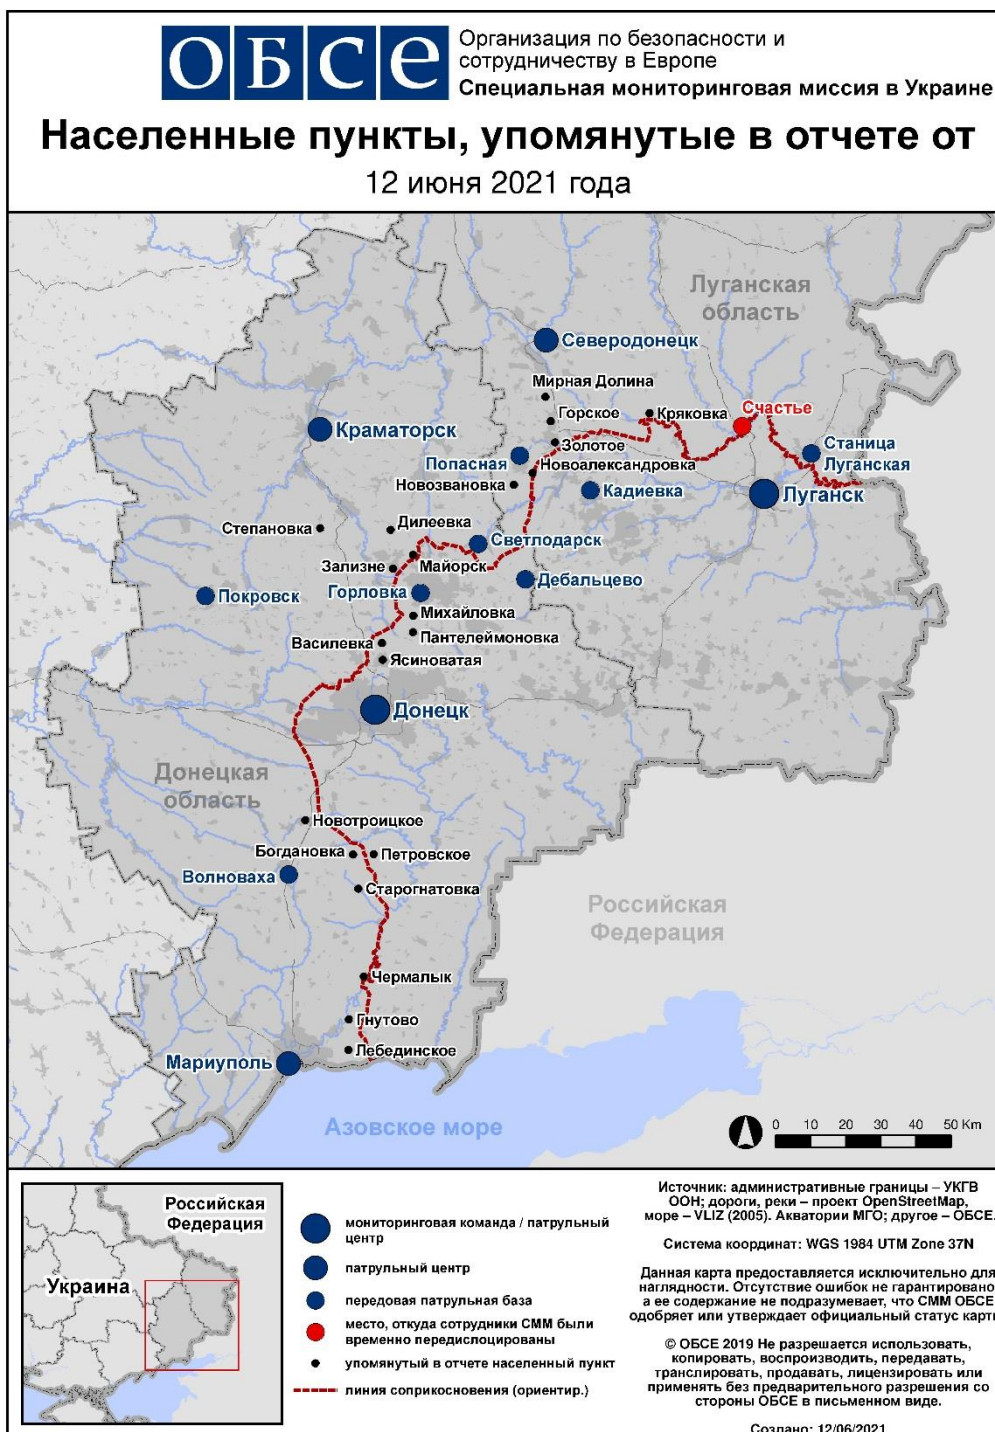 ОБСЕ
Организация по безопасности и
сотрудничеству в Европе
Специальная мониторинговая миссия в Украине
Населенные пункты, упомянутые в отчете от
12 июня 2021 года
Луганская
область
Северодонецк
Мирная Долина
Горское
Кряковка
Счастье
Краматорск
Золотое
Станица
Луганская
Попасная
Новоалександровка
Новозвановка
Кадиевка
Луганск
Степановка
Дилеевка
Светлодарск
Зализне
Майорск
Дебальцево
Покровск
Горловка
Михайловка
Пантелеймоновка
Василевка
Ясиноватая
Донецк
Донецкая
область
Новотроицкое
Богдановка
Петровское
Волноваха
Старогнатовка
Российская
Федерация
Чермалык
Гнутово
Лебединское
Мариуполь
Азовское море
0 10 20 30 40 50 Km
Российская
Федерация
Украина
мониторинговая команда / патрульный
центр
патрульный центр
передовая патрульная база
место, откуда сотрудники СММ были
временно передислоцированы
упомянутый в отчете населенный пункт
линия соприкосновения (ориентир.)
Источник: административные границы – УКГВ
ООН; дороги, реки – проект OpenStreetMap,
море – VLIZ (2005). Акватории МГО; другое – ОБСЕ.
Система координат: WGS 1984 UTM Zone 37N
Данная карта предоставляется исключительно для
наглядности. Отсутствие ошибок не гарантировано,
а ее содержание не подразумевает, что СММ ОБСЕ
одобряет или утверждает официальный статус карты
© ОБСЕ 2019 Не разрешается использовать,
копировать, воспроизводить, передавать,
транслировать, продавать, лицензировать или
применять без предварительного разрешения со
стороны ОБСЕ в письменном виде.
Создано: 12/06/2021